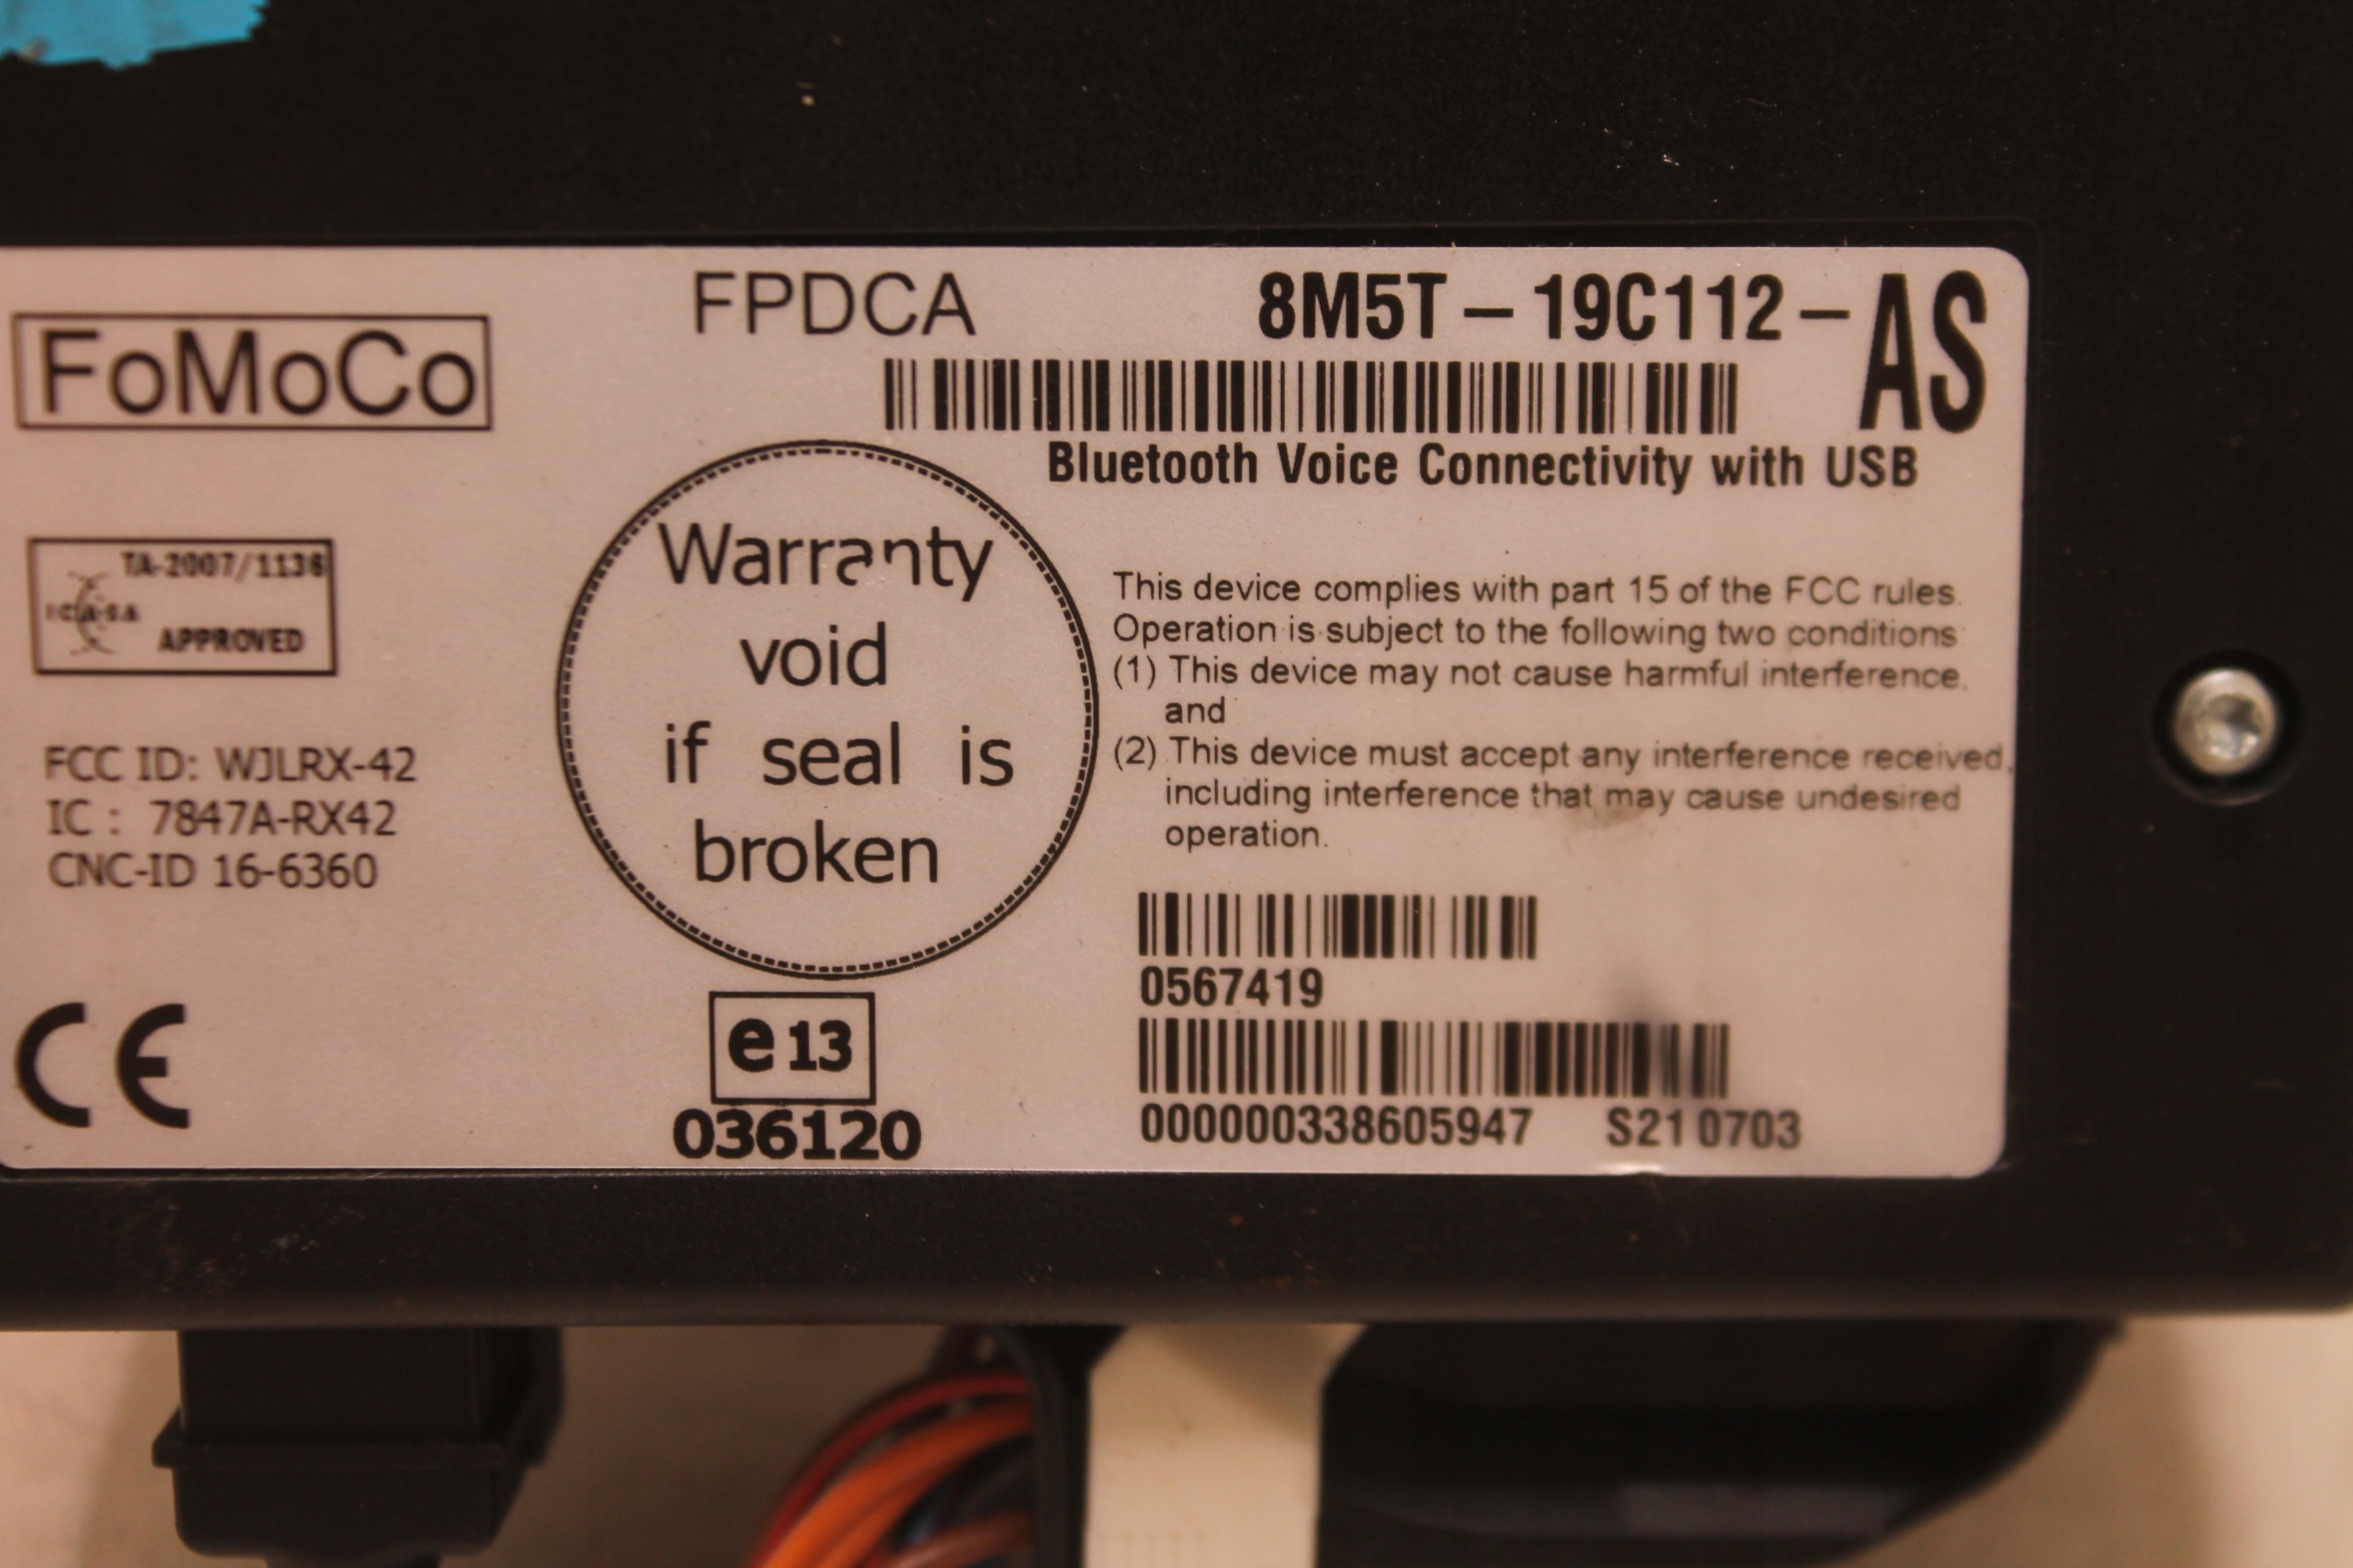 FoMoCo
FPDCA
8M5T-19C112-AS
Bluetooth Voice Connectivity with USB
TA-2007/1136
ICASA
APPROVED
FCC ID: WJLRX-42
IC : 7847A-RX42
CNC-ID 16-6360
CE
Warranty
void
if seal is
broken
e13
036120
This device complies with part 15 of the FCC rules.
Operation is subject to the following two conditions
(1) This device may not cause harmful interference.
and
(2) This device must accept any interference received,
including interference that may cause undesired
operation.
0567419
000000338605947 S21 0703